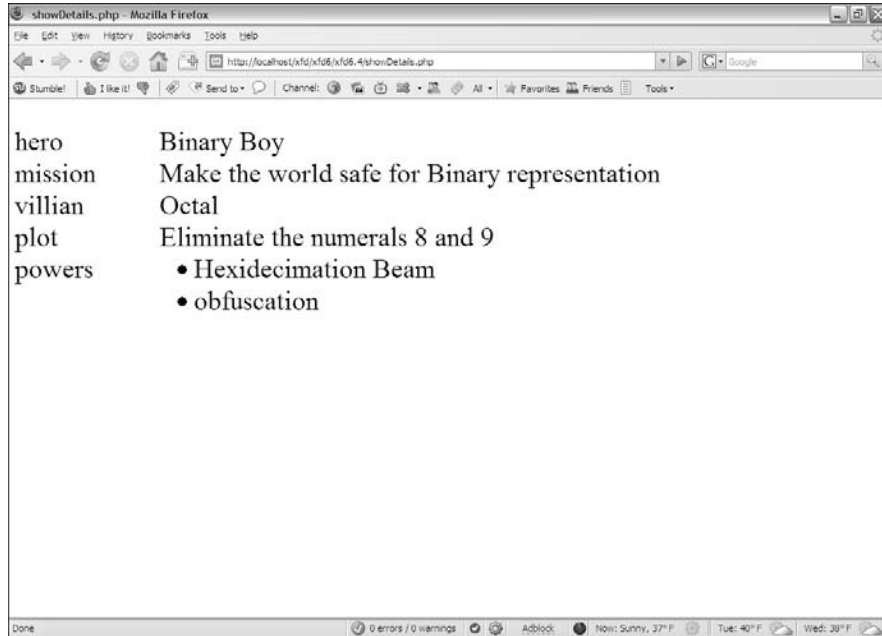 showDetails.php - Mozilla Firefox
File Edit View History Bookmarks Tools Help
http://localhost/xfd/xfd6/xfd6.4/showDetails.php
G Google
Stumble! I like it! Send to Channel: All Favorites Friends Tools
hero Binary Boy
mission Make the world safe for Binary representation
villian Octal
plot Eliminate the numerals 8 and 9
powers • Hexidecimation Beam
• obfuscation
Done 0 errors / 0 warnings Adblock Now: Sunny, 37° F Tue: 40° F Wed: 38° F